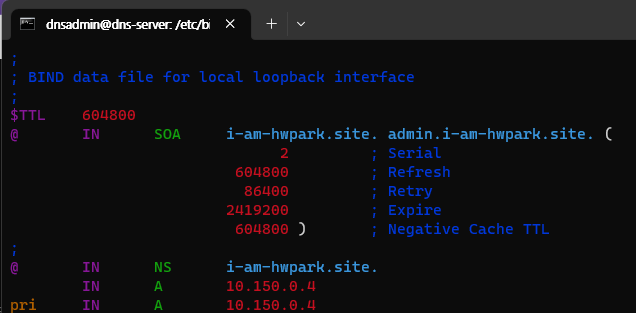 dnsadmin@dns-server: /etc/bi
;
; BIND data file for local loopback interface
;
$TTL 604800
@ IN SOA i-am-hwpark.site. admin.i-am-hwpark.site. (
2 ; Serial
604800 ; Refresh
86400 ; Retry
2419200 ; Expire
604800 ) ; Negative Cache TTL
;
@ IN NS i-am-hwpark.site.
IN A 10.150.0.4
pri IN A 10.150.0.4